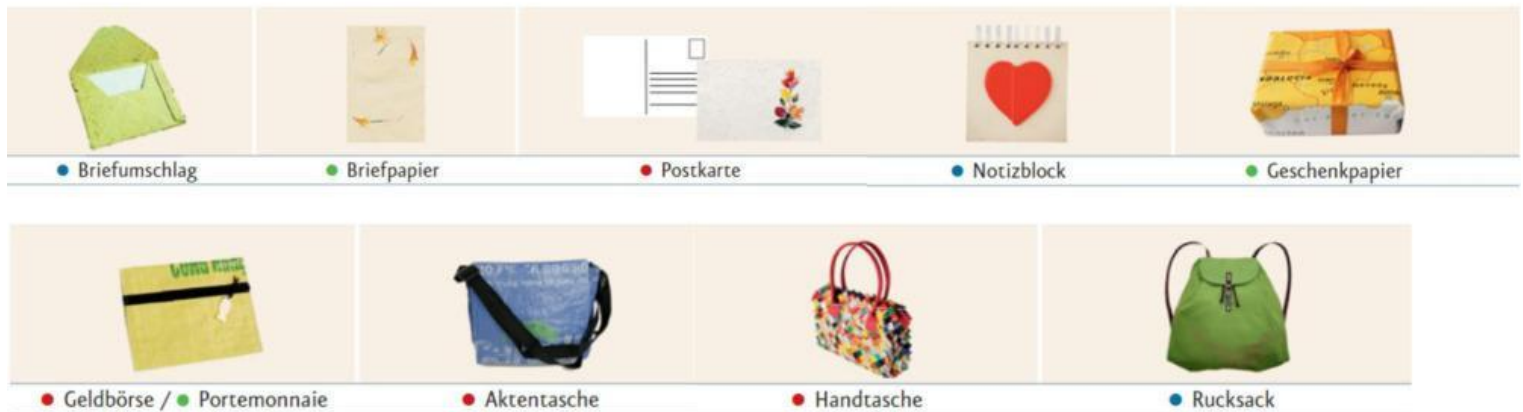 Briefumschlag Briefpapier Postkarte Notizblock Geschenkpapier
Geldbörse / Portemonnaie Aktentasche Handtasche Rucksack